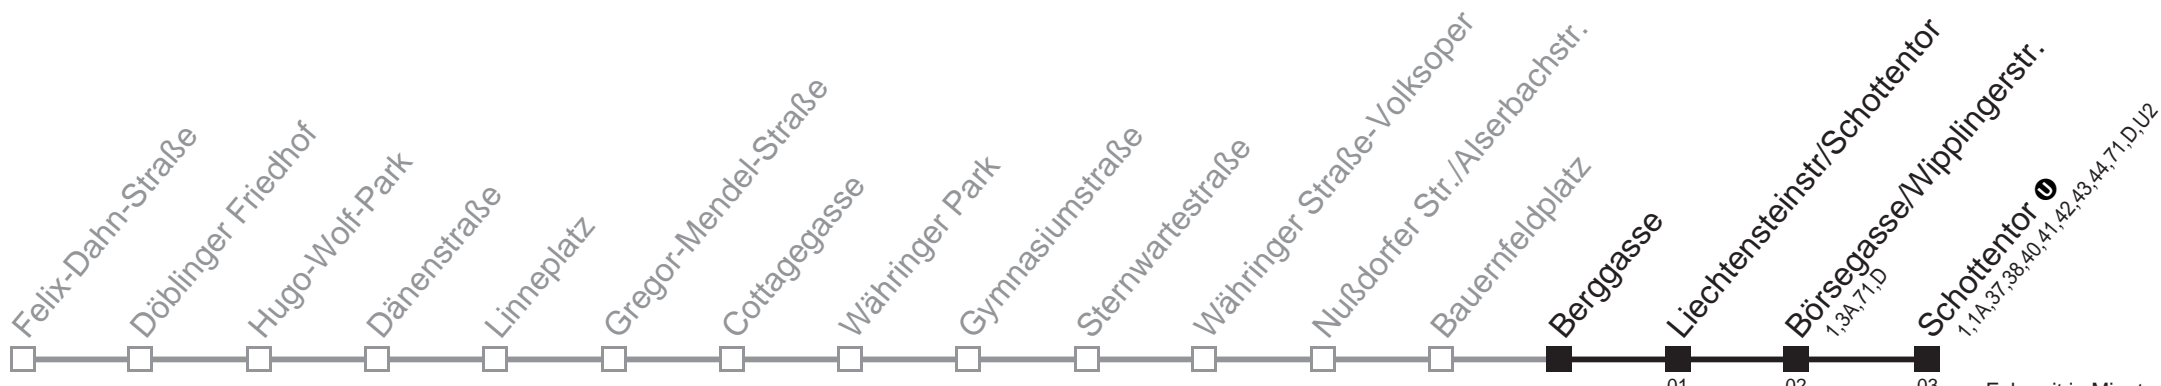 Felix-Dahn-Straße
Döblinger Friedhof
Hugo-Wolf-Park
Dänenstraße
Linneplatz
Gregor-Mendel-Straße
Cottagegasse
Währinger Park
Gymnasiumstraße
Sternwartestraße
Währinger Straße-Volksoper
Nußdorfer Str./Alserbachstr.
Bauernfeldplatz
Berggasse
Liechtensteinstr/Schottentor
Börsegasse/Wipplingerstr.
1,3A,71,D
Schottentor U
1,1A,37,38,40,41,42,43,44,71,D,U2
01 02 03